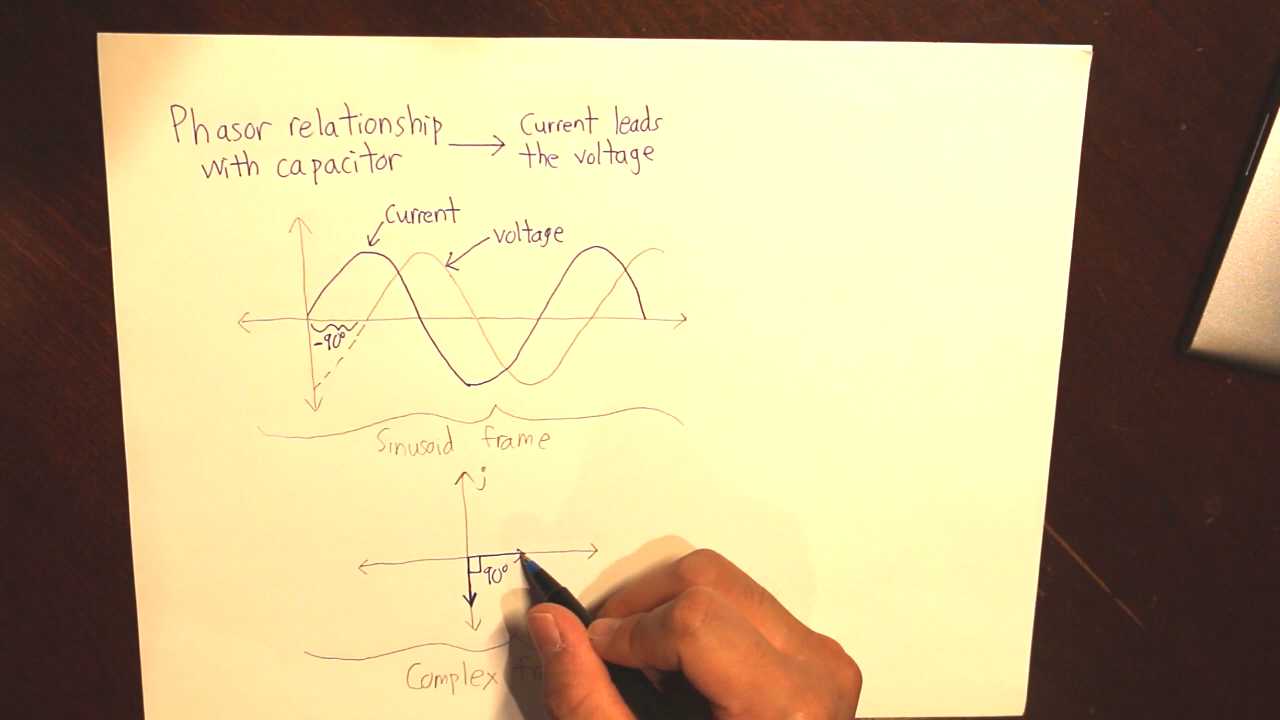 Phasor relationship
with capacitor
Current leads
the voltage
Current
voltage
-90°
Sinusoid frame
j
90°
Complex